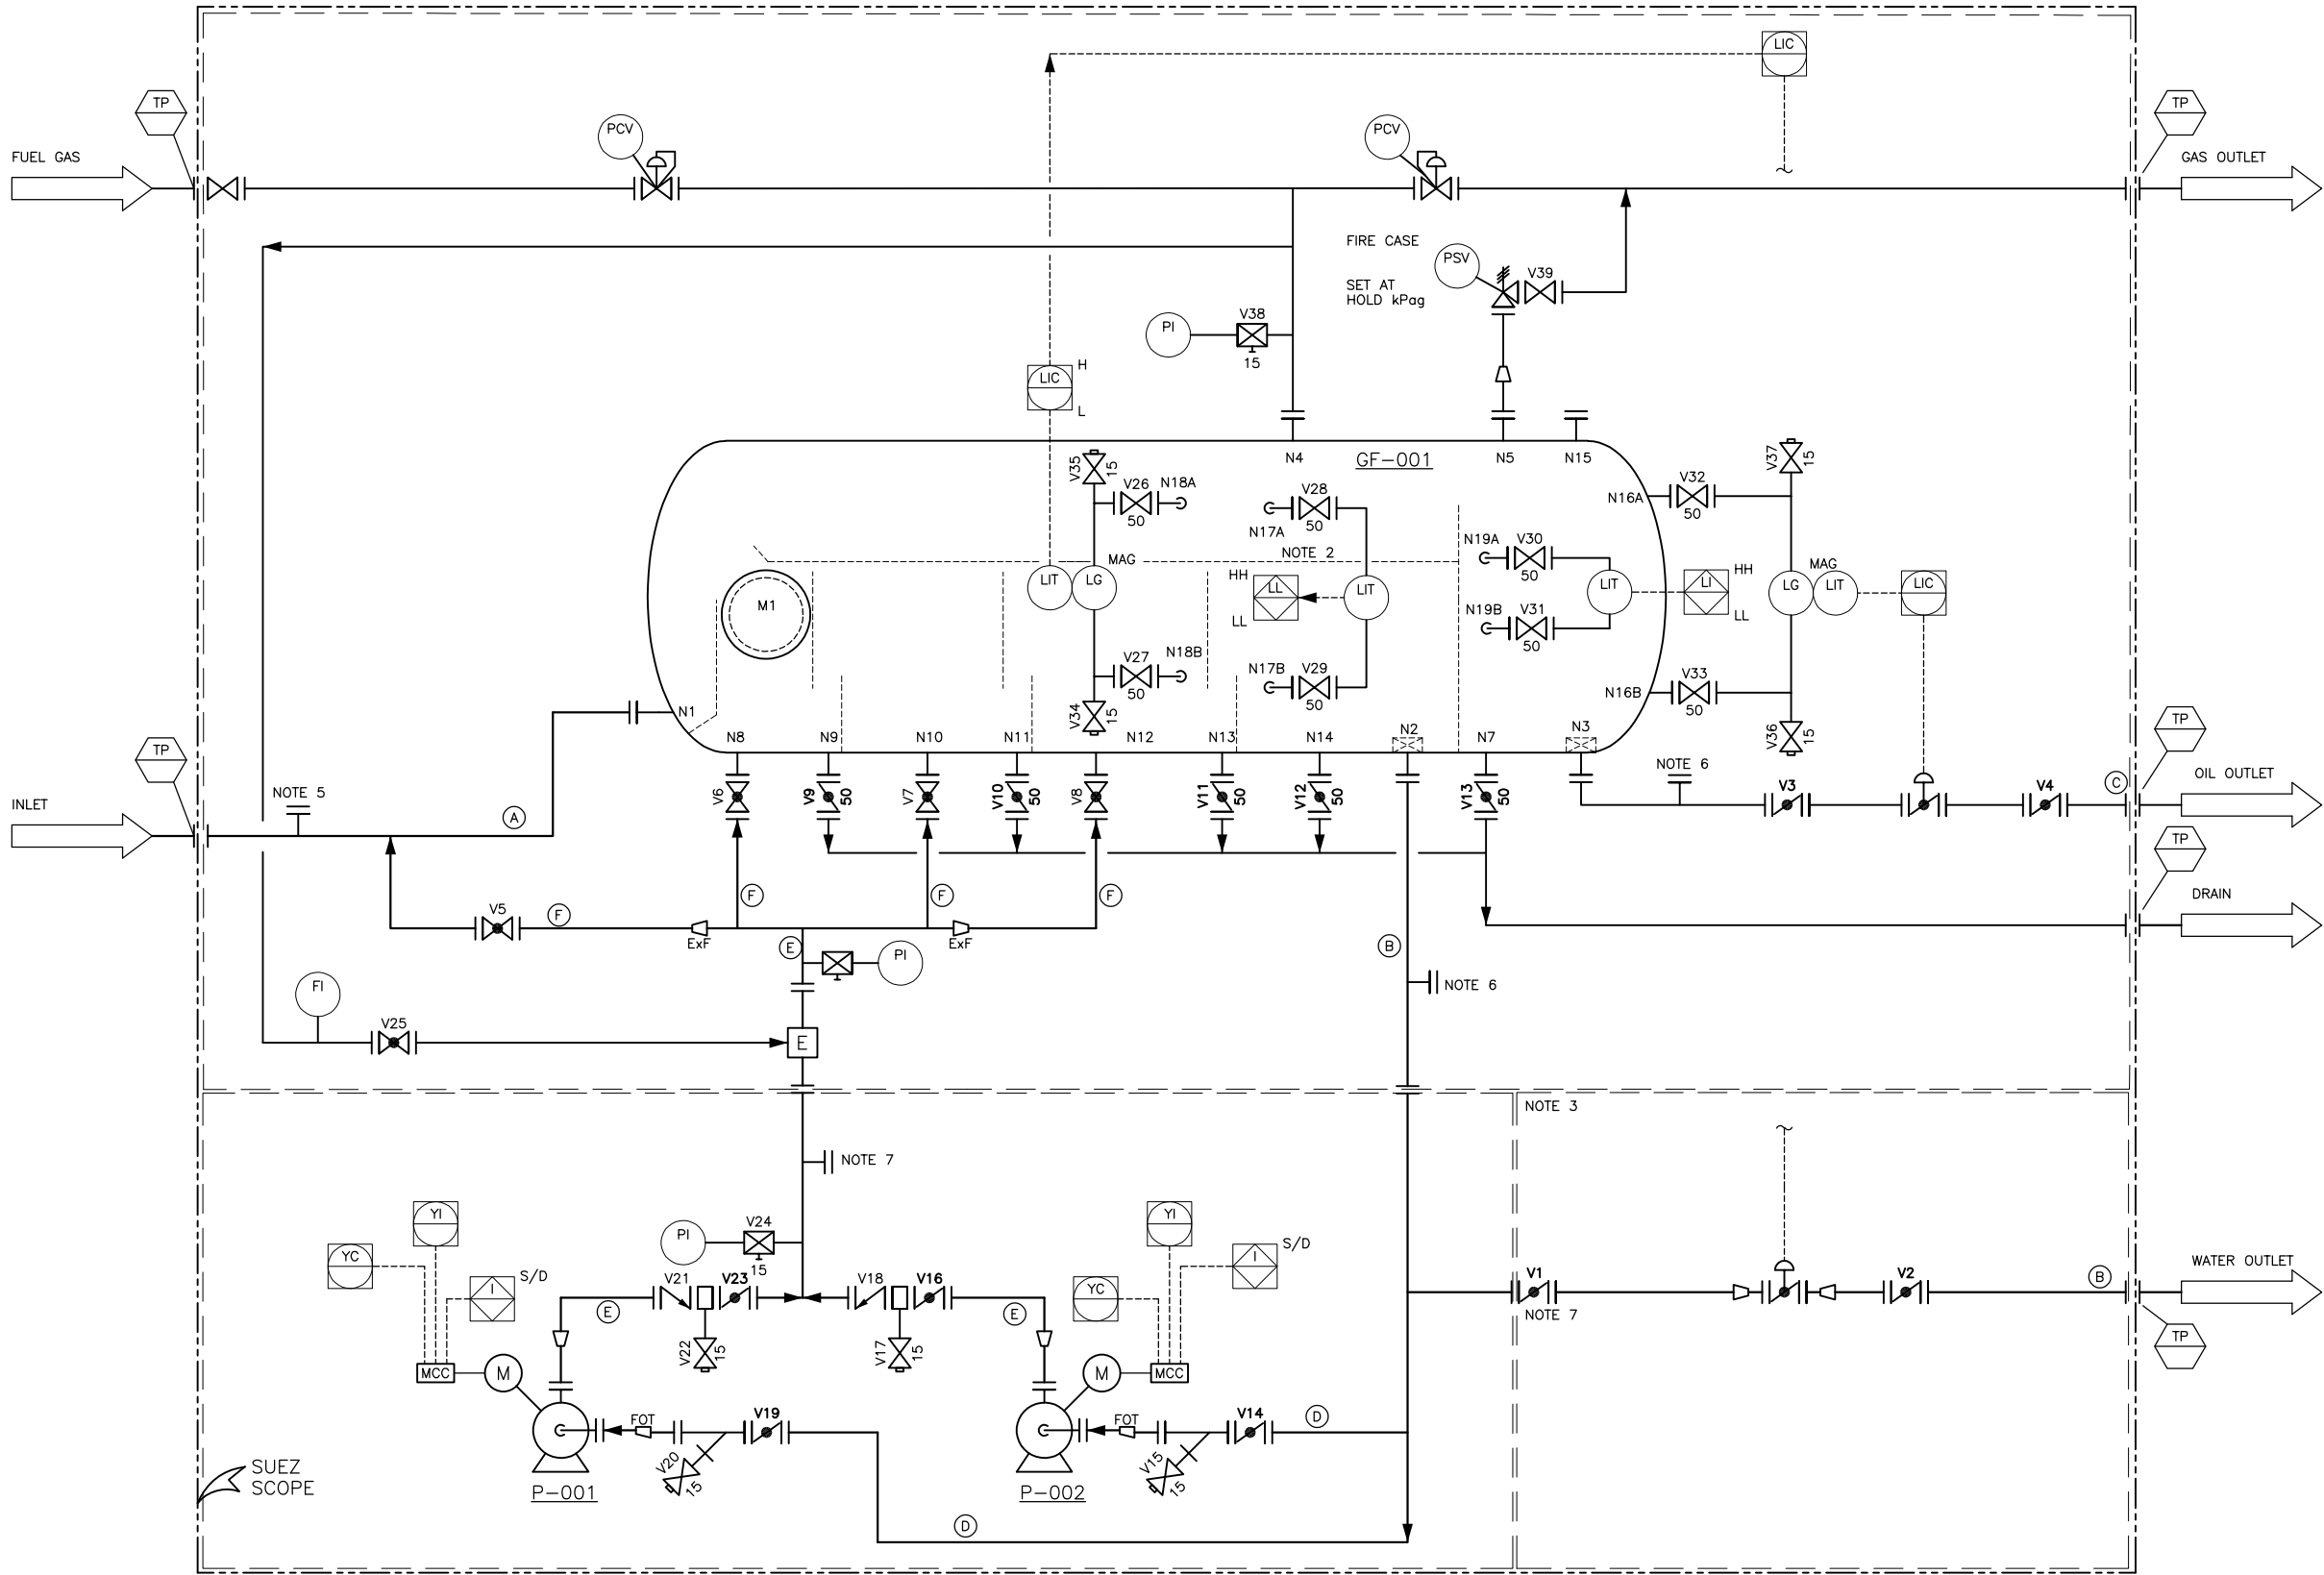 LIC
TP
TP
PCV
PCV
FUEL GAS
GAS OUTLET
FIRE CASE
PSV
V39
SET AT
HOLD kPag
V38
PI
15
H
LIC
L
N4
GF-001
N5
N15
V35
15
V26
N18A
50
V28
N17A
50
V32
N16A
50
V37
15
NOTE 2
N19A
V30
50
MAG
MAG
HH
HH
LIT
LG
LL
LIT
LIT
LI
LG
LIT
LIC
M1
N19B
V31
50
LL
LL
V27
N18B
50
N17B
V29
50
N16B
V33
50
N1
V34
15
V36
15
N8
N9
N10
N11
N12
N13
N14
N2
N7
N3
TP
TP
NOTE 5
NOTE 6
INLET
OIL OUTLET
A
V6
V9
50
V7
V10
50
V8
V11
50
V12
50
V13
50
V3
V4
C
TP
F
F
F
DRAIN
V5
F
ExF
ExF
E
PI
B
NOTE 6
FI
V25
E
NOTE 3
NOTE 7
YI
V24
YI
YC
PI
15
I
S/D
I
S/D
YC
V21
V23
V18
V16
E
E
V22
15
V17
15
V1
NOTE 7
V2
B
WATER OUTLET
TP
MCC
M
M
MCC
C
FOT
V19
C
FOT
V14
D
V20
15
V15
15
P-001
P-002
SUEZ
SCOPE
D